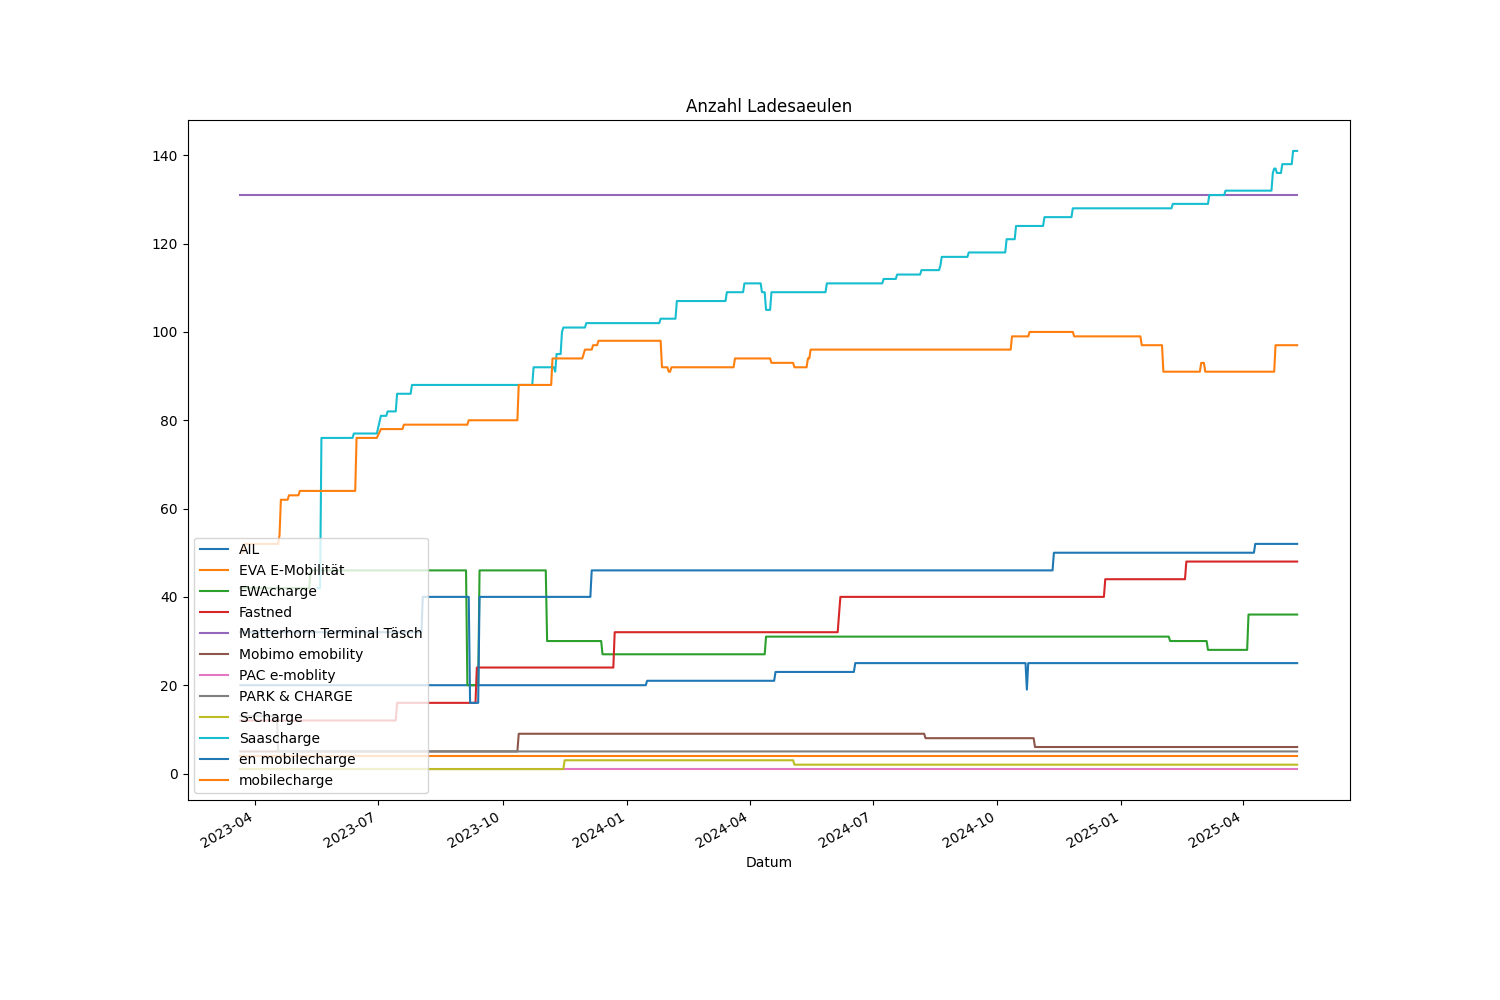 Anzahl Ladesaeulen
140
120
100
80
60
40
20
0
AIL
EVA E-Mobilität
EWAcharge
Fastned
Matterhorn Terminal Täsch
Mobimo emobility
PAC e-moblity
PARK & CHARGE
S-Charge
Saascharge
en mobilecharge
mobilecharge
2023-04
2023-07
2023-10
2024-01
2024-04
2024-07
2024-10
2025-01
2025-04
Datum